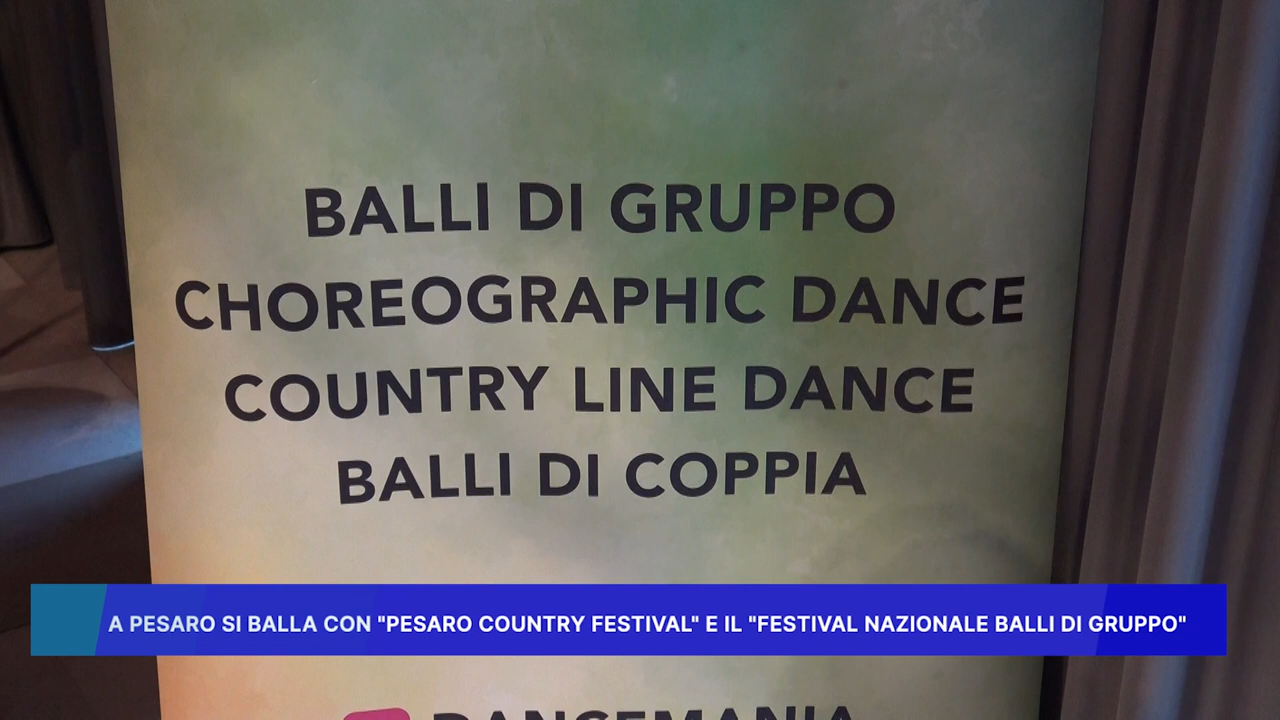 BALLI DI GRUPPO
CHOREOGRAPHIC DANCE
COUNTRY LINE DANCE
BALLI DI COPPIA
A PESARO SI BALLA CON "PESARO COUNTRY FESTIVAL" E IL "FESTIVAL NAZIONALE BALLI DI GRUPPO"
DANCEMANIA